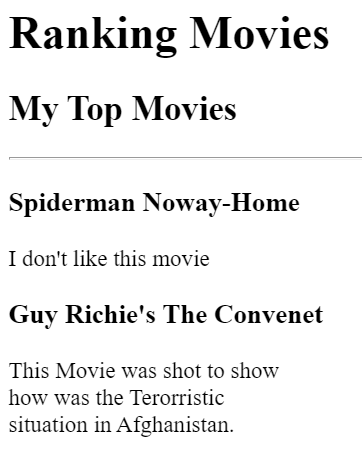 Ranking Movies
My Top Movies
Spiderman Noway-Home
I don't like this movie
Guy Richie's The Convenet
This Movie was shot to show
how was the Terorristic
situation in Afghanistan.